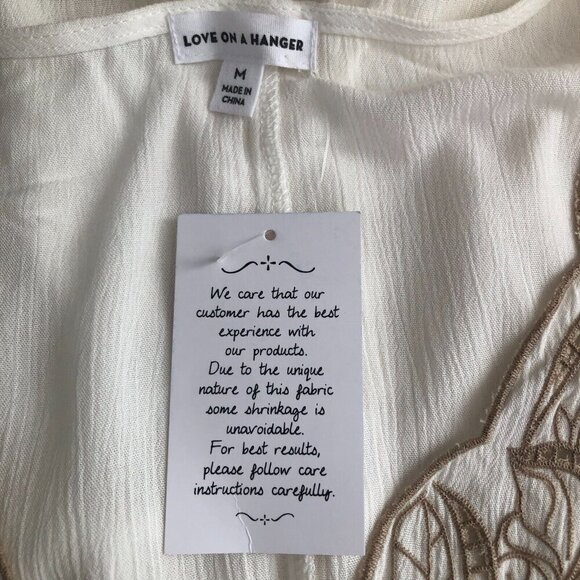 LOVE ON A HANGER
M
MADE IN
CHINA
We care that our
customer has the best
experience with
our products.
Due to the unique
nature of this fabric
some shrinkage is
unavoidable.
For best results,
please follow care
instructions carefully.